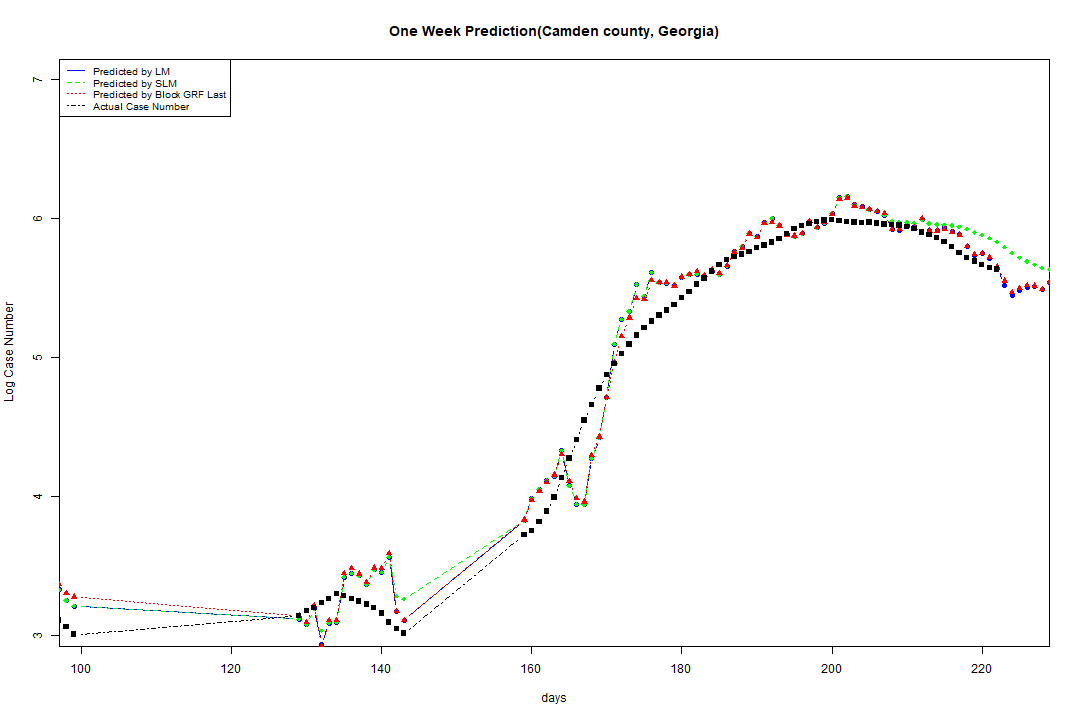 One Week Prediction(Camden county, Georgia)
Predicted by LM
Predicted by SLM
Predicted by Block GRF Last
Actual Case Number
7
6
5
4
3
Log Case Number
100 120 140 160 180 200 220
days